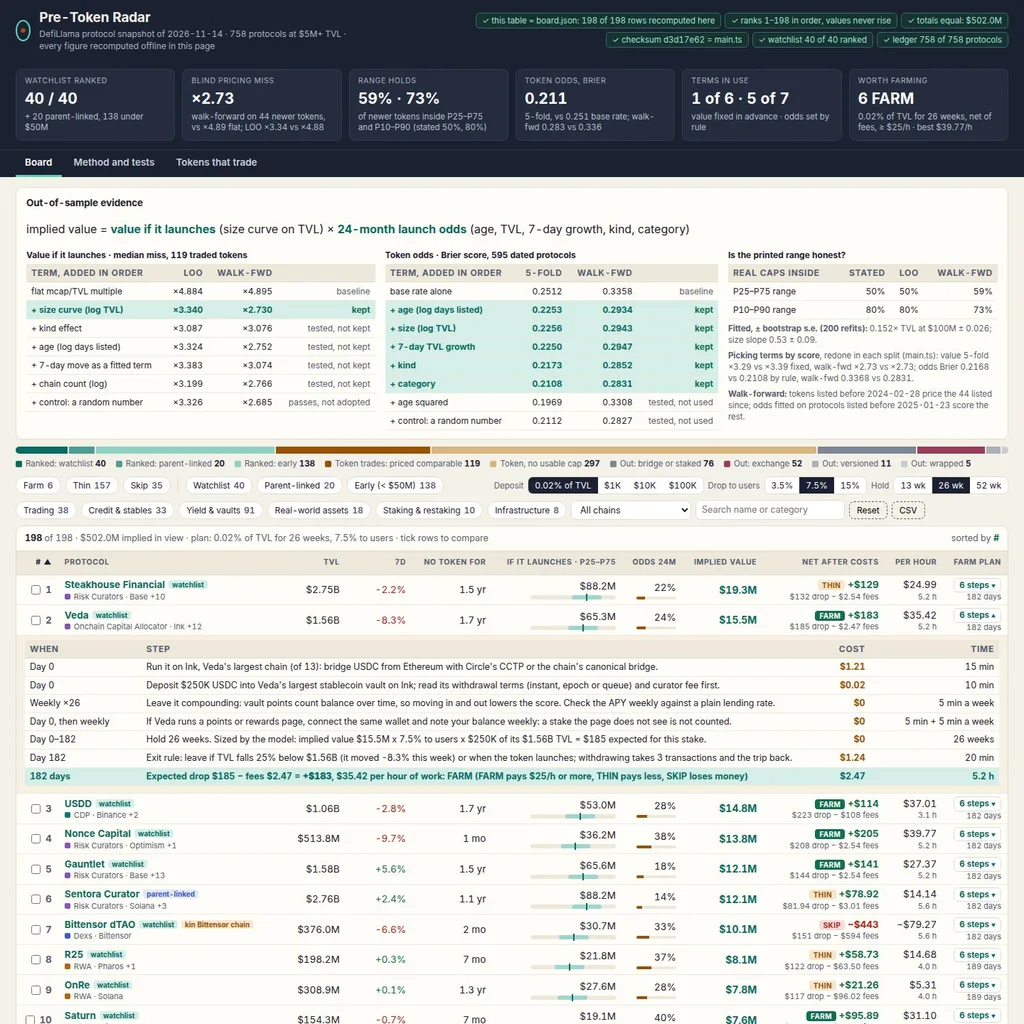 Pre-Token Radar
DefiLlama protocol snapshot of 2026-11-14 · 758 protocols at $5M+ TVL ·
every figure recomputed offline in this page
✓ this table = board.json: 198 of 198 rows recomputed here
✓ ranks 1–198 in order, values never rise
✓ totals equal: $502.0M
✓ checksum d3d17e62 = main.ts
✓ watchlist 40 of 40 ranked
✓ ledger 758 of 758 protocols
WATCHLIST RANKED
40 / 40
+ 20 parent-linked, 138 under
$50M
BLIND PRICING MISS
×2.73
walk-forward on 44 newer tokens,
vs ×4.89 flat; LOO ×3.34 vs ×4.88
RANGE HOLDS
59% · 73%
of newer tokens inside P25–P75
and P10–P90 (stated 50%, 80%)
TOKEN ODDS, BRIER
0.211
5-fold, vs 0.251 base rate; walk-
fwd 0.283 vs 0.336
TERMS IN USE
1 of 6 · 5 of 7
value fixed in advance · odds set by
rule
WORTH FARMING
6 FARM
0.02% of TVL for 26 weeks, net of
fees, ≥ $25/h · best $39.77/h
Board
Method and tests
Tokens that trade
Out-of-sample evidence
implied value = value if it launches (size curve on TVL) × 24-month launch odds (age, TVL, 7-day growth, kind, category)
Value if it launches · median miss, 119 traded tokens
TERM, ADDED IN ORDER LOO WALK-FWD
flat mcap/TVL multiple ×4.884 ×4.895 baseline
+ size curve (log TVL) ×3.340 ×2.730 kept
+ kind effect ×3.087 ×3.076 tested, not kept
+ age (log days listed) ×3.324 ×2.752 tested, not kept
+ 7-day move as a fitted term ×3.383 ×3.074 tested, not kept
+ chain count (log) ×3.199 ×2.766 tested, not kept
+ control: a random number ×3.326 ×2.685 passes, not adopted
Token odds · Brier score, 595 dated protocols
TERM, ADDED IN ORDER 5-FOLD WALK-FWD
base rate alone 0.2512 0.3358 baseline
+ age (log days listed) 0.2253 0.2934 kept
+ size (log TVL) 0.2256 0.2943 kept
+ 7-day TVL growth 0.2250 0.2947 kept
+ kind 0.2173 0.2852 kept
+ category 0.2108 0.2831 kept
+ age squared 0.1969 0.3308 tested, not used
+ control: a random number 0.2112 0.2827 tested, not used
Is the printed range honest?
REAL CAPS INSIDE STATED LOO WALK-FWD
P25–P75 range 50% 50% 59%
P10–P90 range 80% 80% 73%
Fitted, ± bootstrap s.e. (200 refits): 0.152× TVL at $100M ± 0.026;
size slope 0.53 ± 0.09.
Picking terms by score, redone in each split (main.ts): value 5-fold
×3.29 vs ×3.39 fixed, walk-fwd ×2.73 vs ×2.73; odds Brier 0.2168
vs 0.2108 by rule, walk-fwd 0.3368 vs 0.2831.
Walk-forward: tokens listed before 2024-02-28 price the 44 listed
since; odds fitted on protocols listed before 2025-01-23 score the
rest.
Ranked: watchlist 40
Ranked: parent-linked 20
Ranked: early 138
Token trades: priced comparable 119
Token, no usable cap 297
Out: bridge or staked 76
Out: exchange 52
Out: versioned 11
Out: wrapped 5
Farm 6 Thin 157 Skip 35 Watchlist 40 Parent-linked 20 Early (< $50M) 138 Deposit 0.02% of TVL $1K $10K $100K Drop to users 3.5% 7.5% 15% Hold 13 wk 26 wk 52 wk
Trading 38 Credit & stables 33 Yield & vaults 91 Real-world assets 18 Staking & restaking 10 Infrastructure 8 All chains Search name or category Reset CSV
198 of 198 · $502.0M implied in view · plan: 0.02% of TVL for 26 weeks, 7.5% to users · tick rows to compare
sorted by #
# ▲ PROTOCOL TVL 7D NO TOKEN FOR IF IT LAUNCHES · P25–P75 ODDS 24M IMPLIED VALUE NET AFTER COSTS PER HOUR FARM PLAN
1 Steakhouse Financial watchlist $2.75B -2.2% 1.5 yr $88.2M 22% $19.3M THIN +$129 $24.99 6 steps ▾
Risk Curators · Base +10 $132 drop − $2.54 fees 5.2 h 182 days
2 Veda watchlist $1.56B -8.3% 1.7 yr $65.3M 24% $15.5M FARM +$183 $35.42 6 steps ▴
Onchain Capital Allocator · Ink +12 $185 drop − $2.47 fees 5.2 h 182 days
WHEN STEP COST TIME
Day 0 Run it on Ink, Veda's largest chain (of 13): bridge USDC from Ethereum with Circle's CCTP or the chain's canonical bridge. $1.21 15 min
Day 0 Deposit $250K USDC into Veda's largest stablecoin vault on Ink; read its withdrawal terms (instant, epoch or queue) and curator fee first. $0.02 10 min
Weekly ×26 Leave it compounding: vault points count balance over time, so moving in and out lowers the score. Check the APY weekly against a plain lending rate. $0 5 min a week
Day 0, then weekly If Veda runs a points or rewards page, connect the same wallet and note your balance weekly: a stake the page does not see is not counted. $0 5 min + 5 min a week
Day 0–182 Hold 26 weeks. Sized by the model: implied value $15.5M x 7.5% to users x $250K of its $1.56B TVL = $185 expected for this stake. $0 26 weeks
Day 182 Exit rule: leave if TVL falls 25% below $1.56B (it moved -8.3% this week) or when the token launches; withdrawing takes 3 transactions and the trip back. $1.24 20 min
182 days Expected drop $185 − fees $2.47 = +$183, $35.42 per hour of work: FARM (FARM pays $25/h or more, THIN pays less, SKIP loses money) $2.47 5.2 h
3 USDD watchlist $1.06B -2.8% 1.7 yr $53.0M 28% $14.8M FARM +$114 $37.01 6 steps ▾
CDP · Binance +2 $223 drop − $108 fees 3.1 h 182 days
4 Nonce Capital watchlist $513.8M -9.7% 1 mo $36.2M 38% $13.8M FARM +$205 $39.77 6 steps ▾
Risk Curators · Optimism +1 $208 drop − $2.54 fees 5.2 h 182 days
5 Gauntlet watchlist $1.58B +5.6% 1.5 yr $65.6M 18% $12.1M FARM +$141 $27.37 6 steps ▾
Risk Curators · Base +13 $144 drop − $2.54 fees 5.2 h 182 days
6 Sentora Curator parent-linked $2.76B +2.4% 1.1 yr $88.2M 14% $12.1M THIN +$78.92 $14.14 6 steps ▾
Risk Curators · Solana +3 $81.94 drop − $3.01 fees 5.6 h 182 days
7 Bittensor dTAO watchlist kin Bittensor chain $376.0M -6.6% 2 mo $30.7M 33% $10.1M SKIP −$443 −$79.27 6 steps ▾
Dexs · Bittensor $151 drop − $594 fees 5.6 h 182 days
8 R25 watchlist $198.2M +0.3% 7 mo $21.8M 37% $8.1M THIN +$58.73 $14.68 6 steps ▾
RWA · Pharos +1 $122 drop − $63.50 fees 4.0 h 189 days
9 OnRe watchlist $308.9M +0.1% 1.3 yr $27.6M 28% $7.8M THIN +$21.26 $5.31 6 steps ▾
RWA · Solana $117 drop − $96.02 fees 4.0 h 189 days
10 Saturn watchlist $154.3M -0.7% 7 mo $19.1M 40% $7.6M FARM +$95.89 $31.10 6 steps ▾